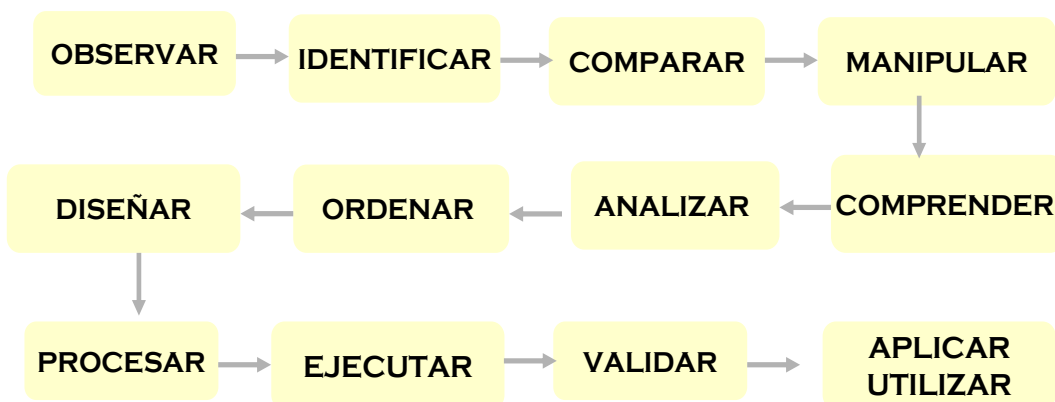 OBSERVAR
IDENTIFICAR
COMPARAR
MANIPULAR
COMPRENDER
ANALIZAR
ORDENAR
DISEÑAR
PROCESAR
EJECUTAR
VALIDAR
APLICAR
UTILIZAR